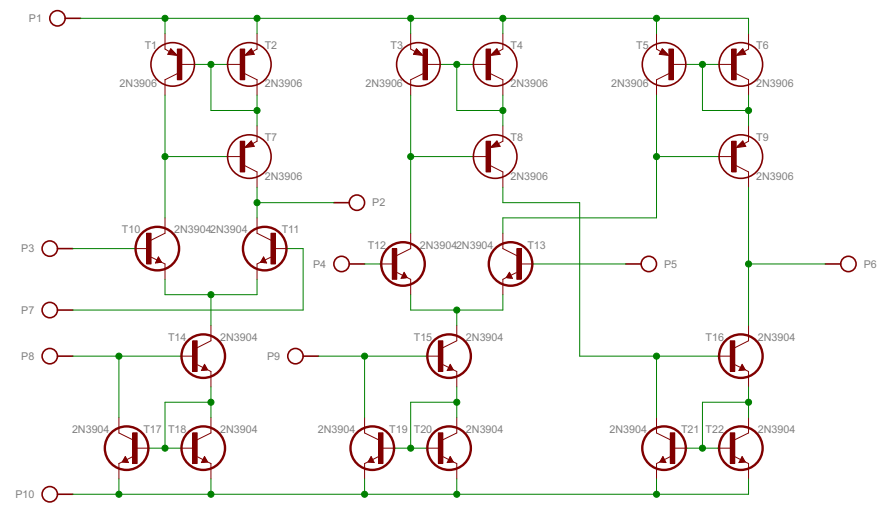 P1
T1 T2 T3 T4 T5 T6
2N3906 2N3906 2N3906 2N3906 2N3906 2N3906
T7 T8 T9
2N3906 2N3906 2N3906
P2
T10 2N3904 2N3904 T11
P3
T12 2N3904 2N3904 T13
P4 P5 P6
P7
T14 2N3904 T15 2N3904 T16 2N3904
P8 P9
2N3904 T17 T18 2N3904 2N3904 T19 T20 2N3904 2N3904 T21 T22 2N3904
P10